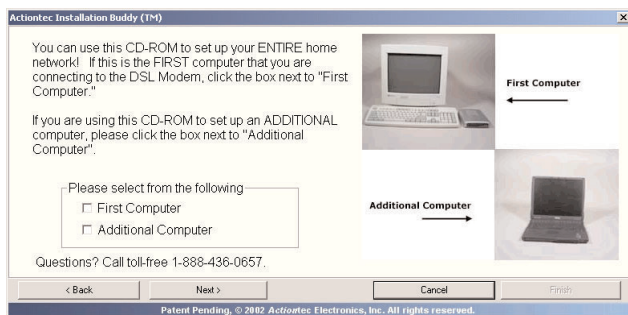 Actiontec Installation Buddy (TM)
You can use this CD-ROM to set up your ENTIRE home
network! If this is the FIRST computer that you are
connecting to the DSL Modem, click the box next to "First
Computer."
If you are using this CD-ROM to set up an ADDITIONAL
computer, please click the box next to "Additional
Computer".
First Computer
Additional Computer
Please select from the following
First Computer
Additional Computer
Questions? Call toll-free 1-888-436-0657.
< Back
Next >
Cancel
Finish
Patent Pending, © 2002 Actiontec Electronics, Inc. All rights reserved.